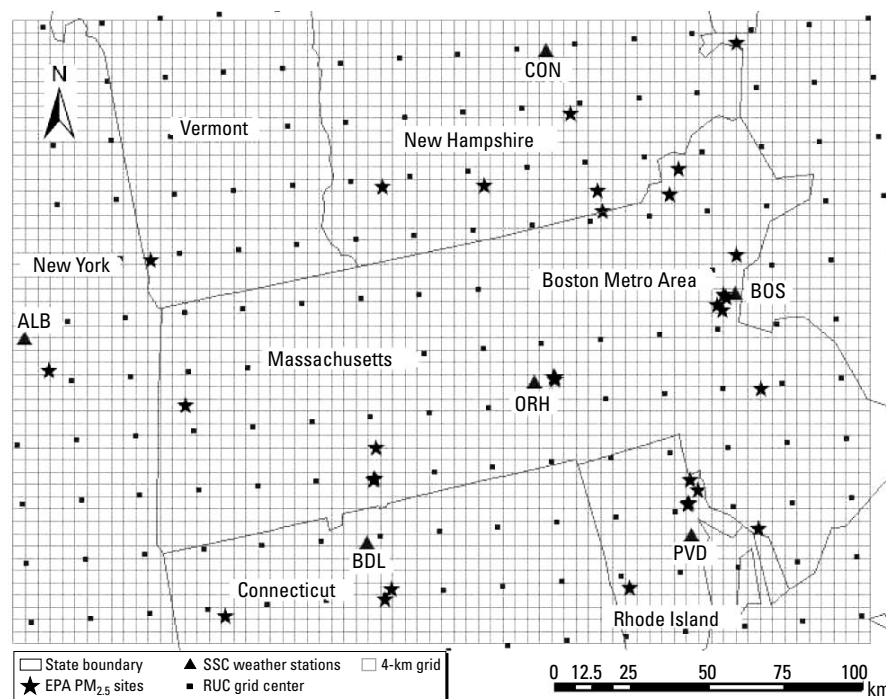 CON
N
Vermont
New Hampshire
New York
Boston Metro Area
BOS
ALB
Massachusetts
ORH
BDL
PVD
Connecticut
Rhode Island
State boundary
SSC weather stations
4-km grid
EPA PM2.5 sites
RUC grid center
0 12.5 25 50 75 100
km